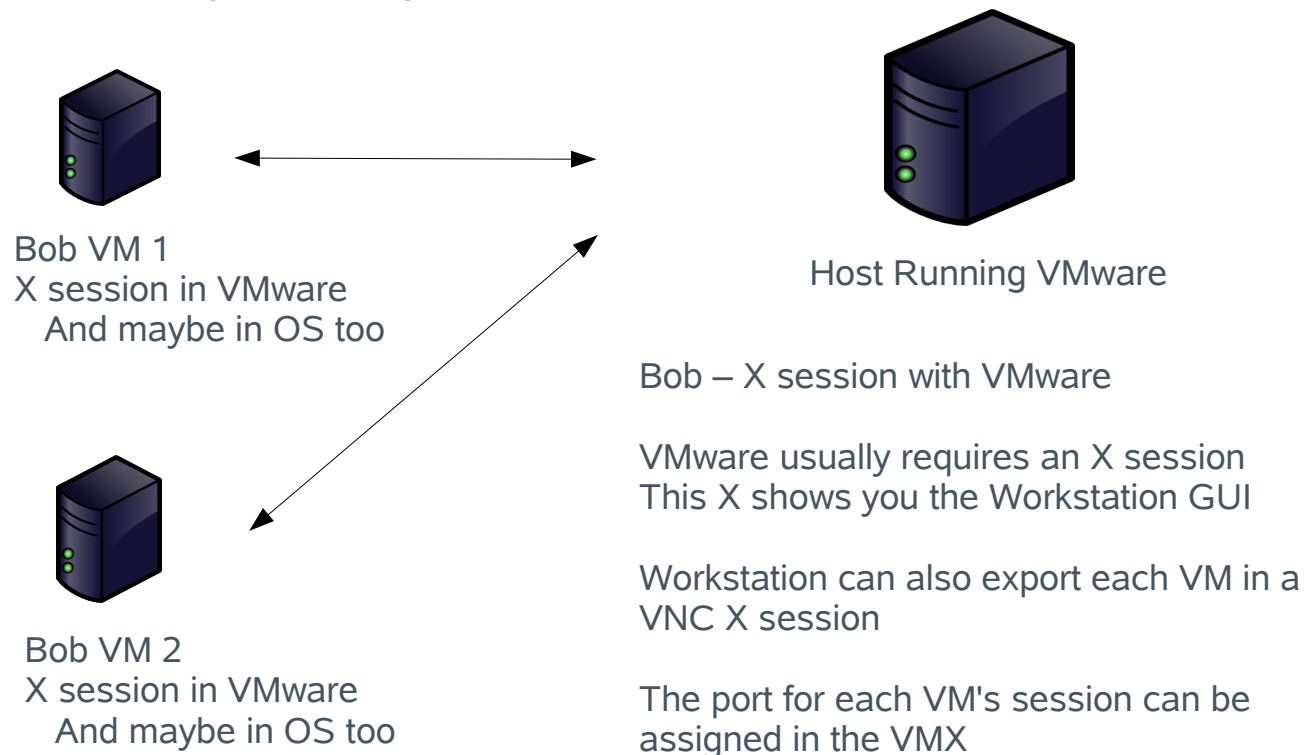 Bob VM 1
X session in VMware
And maybe in OS too
Bob VM 2
X session in VMware
And maybe in OS too
Host Running VMware
Bob – X session with VMware
VMware usually requires an X session
This X shows you the Workstation GUI
Workstation can also export each VM in a
VNC X session
The port for each VM's session can be
assigned in the VMX